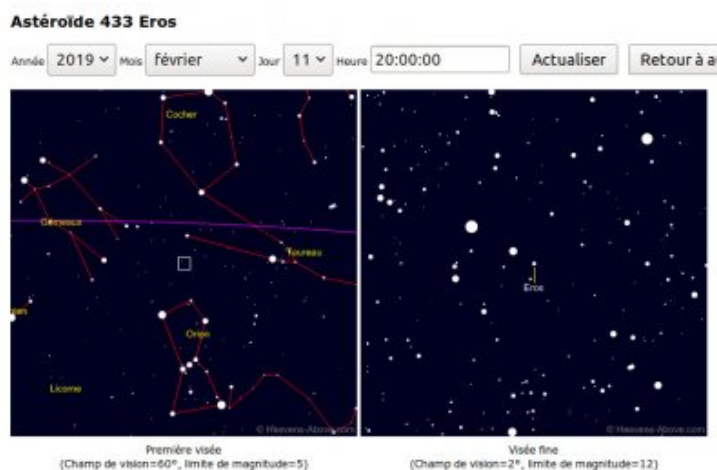 Astéroïde 433 Eros
Année 2019 Mois février Jour 11 Heure 20:00:00 Actualiser Retour à au
Cocher
Gémeaux
Taureau
Eros
Orion
Licorne
© Heavens-Above.com © Heavens-Above.com
Première visée Visée fine
(Champ de vision=60°, limite de magnitude=5) (Champ de vision=2°, limite de magnitude=12)